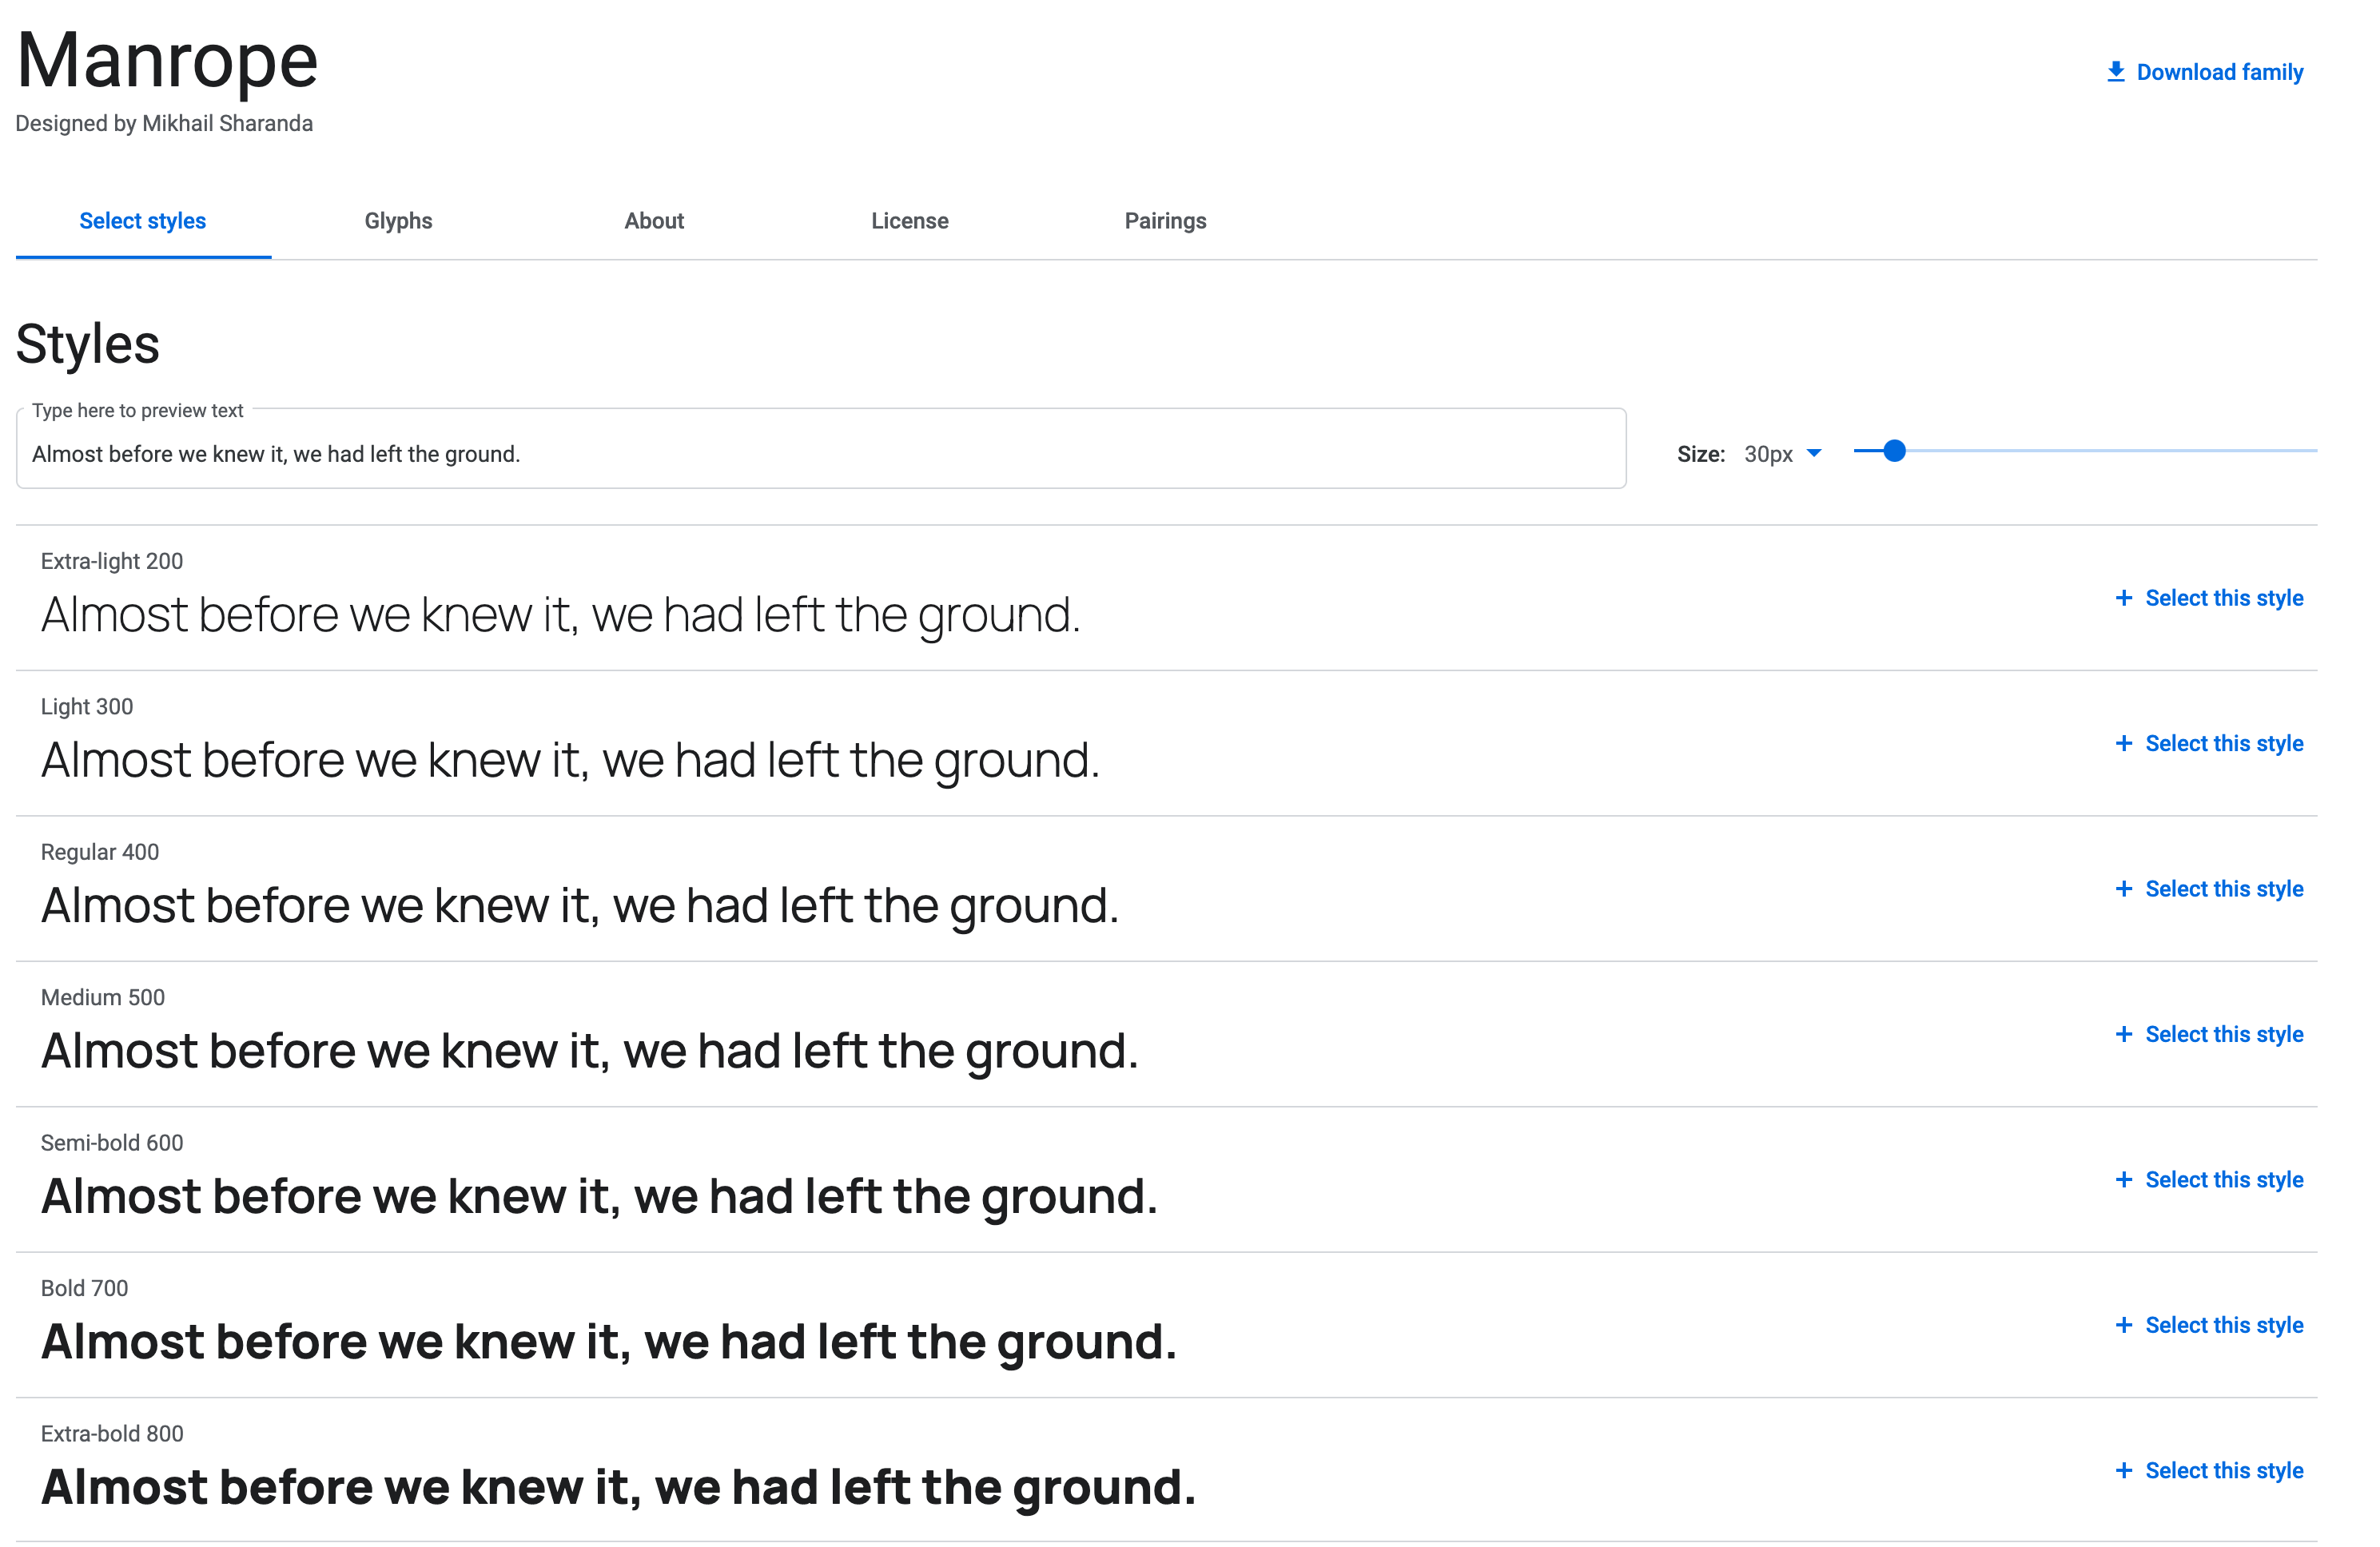 Manrope
Download family
Designed by Mikhail Sharanda
Select styles Glyphs About License Pairings
Styles
Type here to preview text
Almost before we knew it, we had left the ground.
Size: 30px
Extra-light 200
Almost before we knew it, we had left the ground.
+ Select this style
Light 300
Almost before we knew it, we had left the ground.
+ Select this style
Regular 400
Almost before we knew it, we had left the ground.
+ Select this style
Medium 500
Almost before we knew it, we had left the ground.
+ Select this style
Semi-bold 600
Almost before we knew it, we had left the ground.
+ Select this style
Bold 700
Almost before we knew it, we had left the ground.
+ Select this style
Extra-bold 800
Almost before we knew it, we had left the ground.
+ Select this style